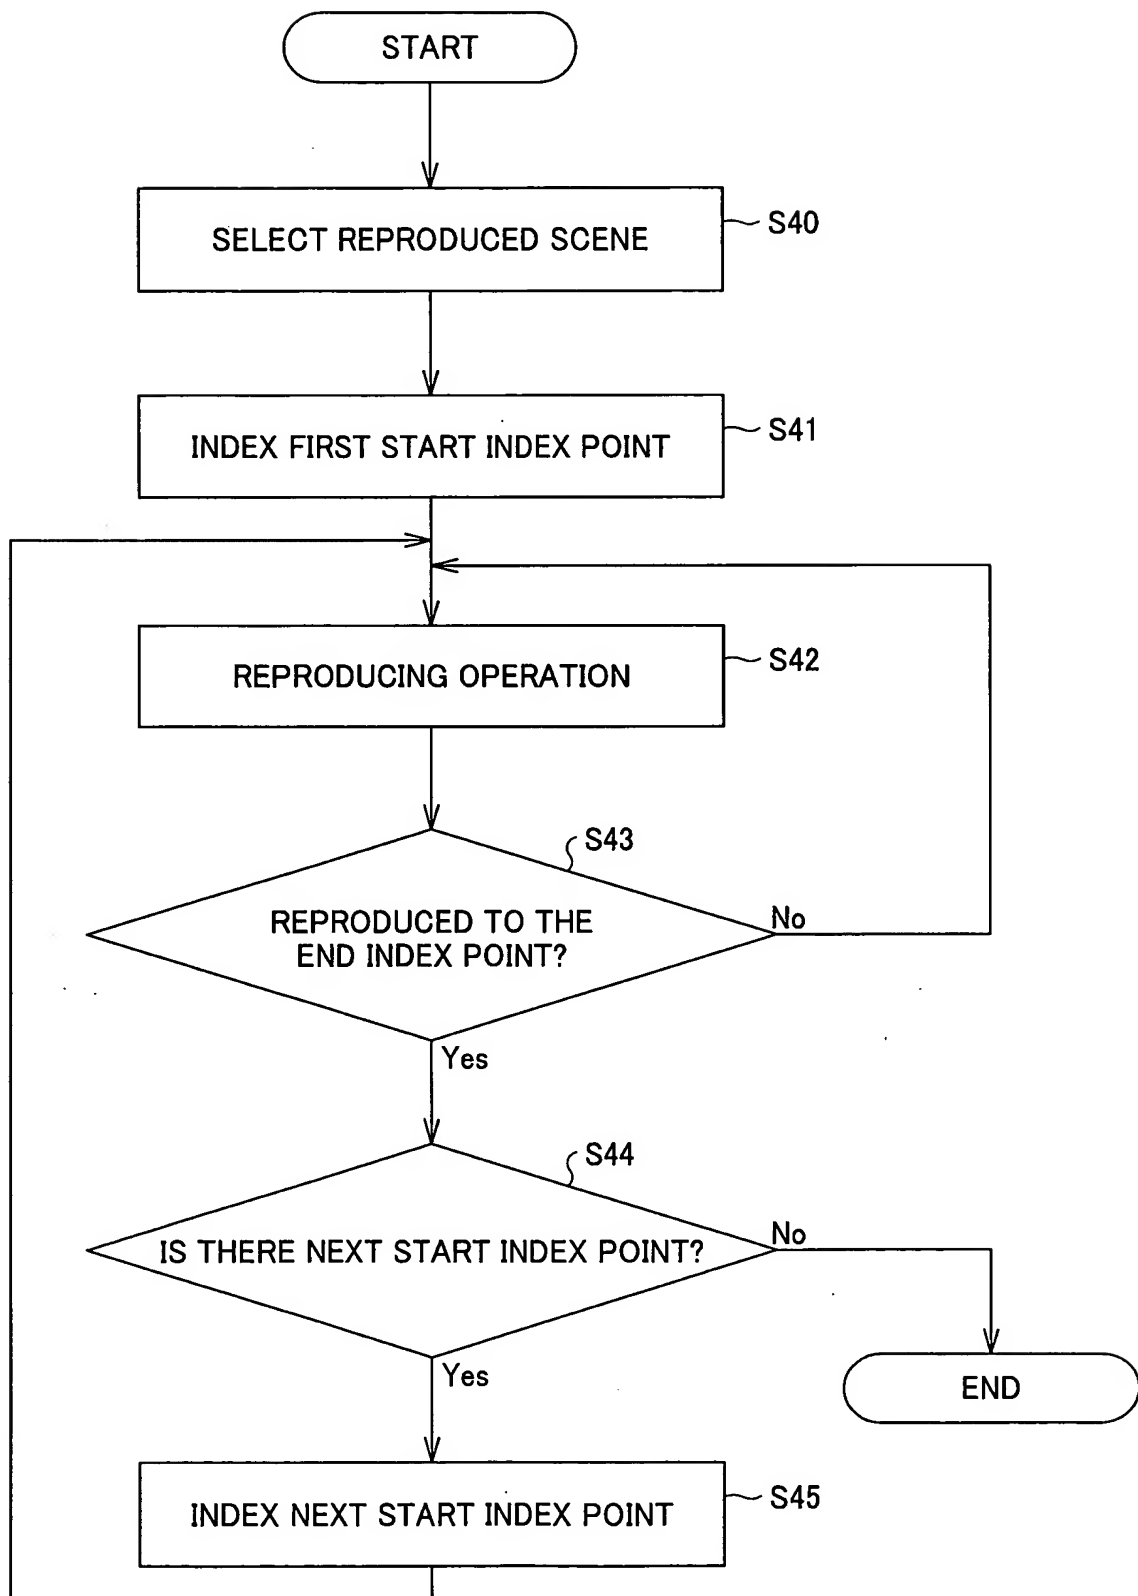 START
SELECT REPRODUCED SCENE
S40
INDEX FIRST START INDEX POINT
S41
REPRODUCING OPERATION
S42
S43
REPRODUCED TO THE
END INDEX POINT?
No
Yes
S44
IS THERE NEXT START INDEX POINT?
No
Yes
END
INDEX NEXT START INDEX POINT
S45